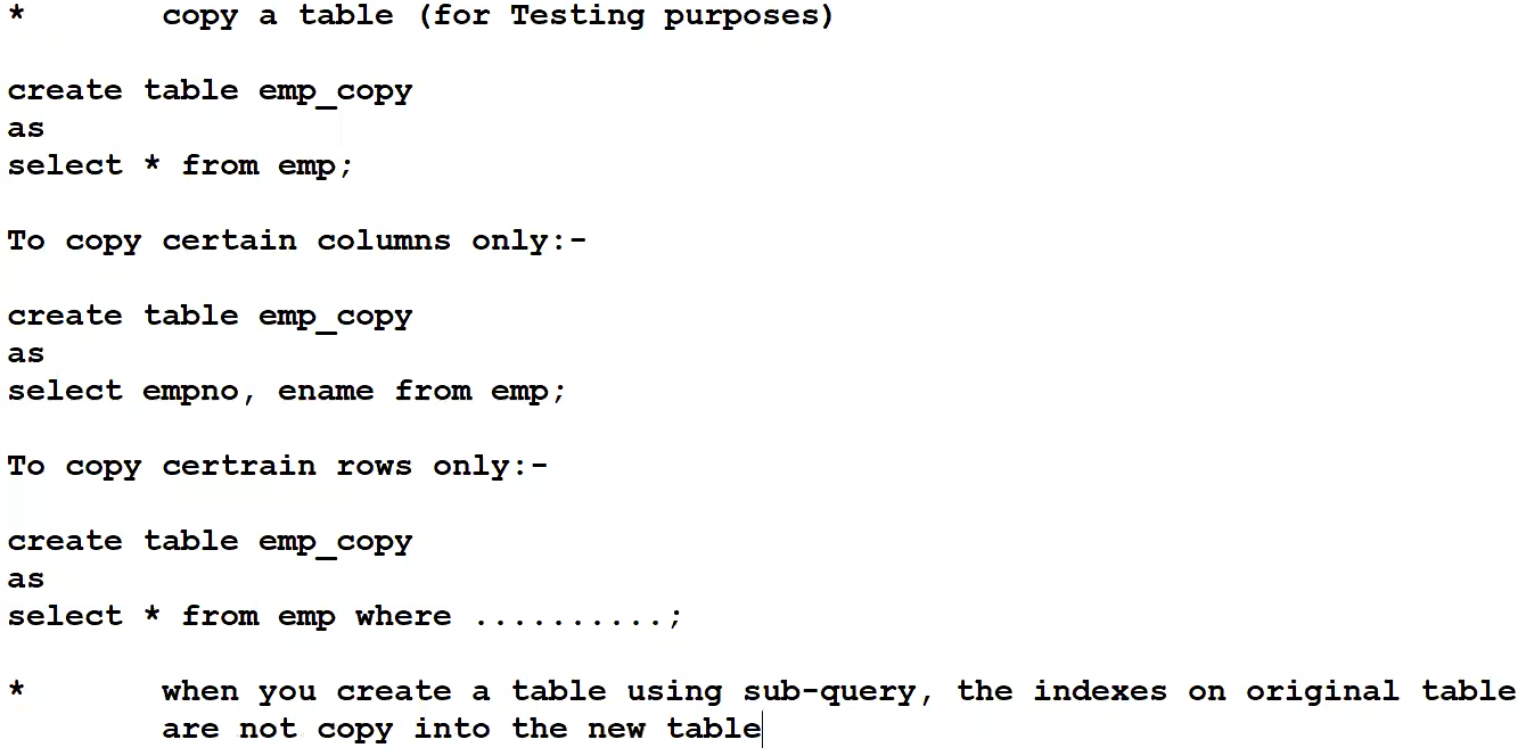 * copy a table (for Testing purposes)
create table emp_copy
as
select * from emp;
To copy certain columns only:-
create table emp_copy
as
select empno, ename from emp;
To copy certrain rows only:-
create table emp_copy
as
select * from emp where ..........;
* when you create a table using sub-query, the indexes on original table
are not copy into the new table